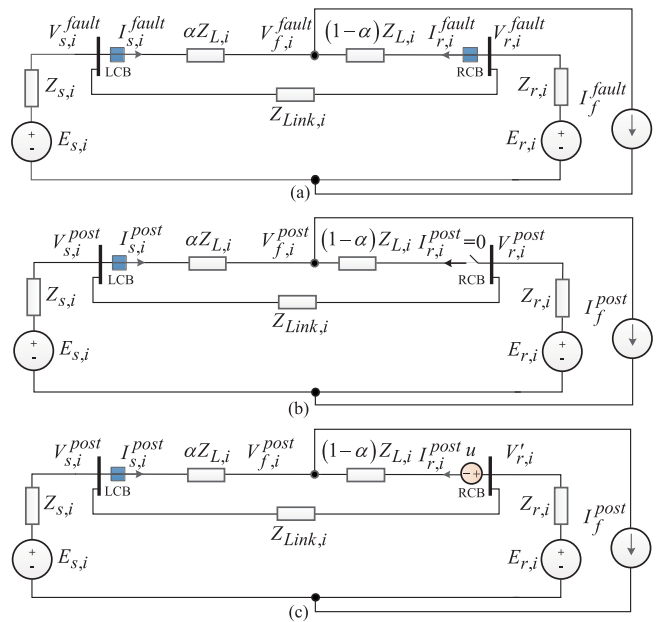 V_{s,i}^{fault} I_{s,i}^{fault} αZ_{L,i} V_{f,i}^{fault} (1-α)Z_{L,i} I_{r,i}^{fault} V_{r,i}^{fault}
LCB RCB
Z_{s,i} Z_{Link,i} Z_{r,i} I_f^{fault}
+ - E_{s,i} E_{r,i} + -
(a)
V_{s,i}^{post} I_{s,i}^{post} αZ_{L,i} V_{f,i}^{post} (1-α)Z_{L,i} I_{r,i}^{post}=0 V_{r,i}^{post}
LCB RCB
Z_{s,i} Z_{Link,i} Z_{r,i} I_f^{post}
+ - E_{s,i} E_{r,i} + -
(b)
V_{s,i}^{post} I_{s,i}^{post} αZ_{L,i} V_{f,i}^{post} (1-α)Z_{L,i} I_{r,i}^{post} u V'_{r,i}
- +
LCB RCB
Z_{s,i} Z_{Link,i} Z_{r,i} I_f^{post}
+ - E_{s,i} E_{r,i} + -
(c)